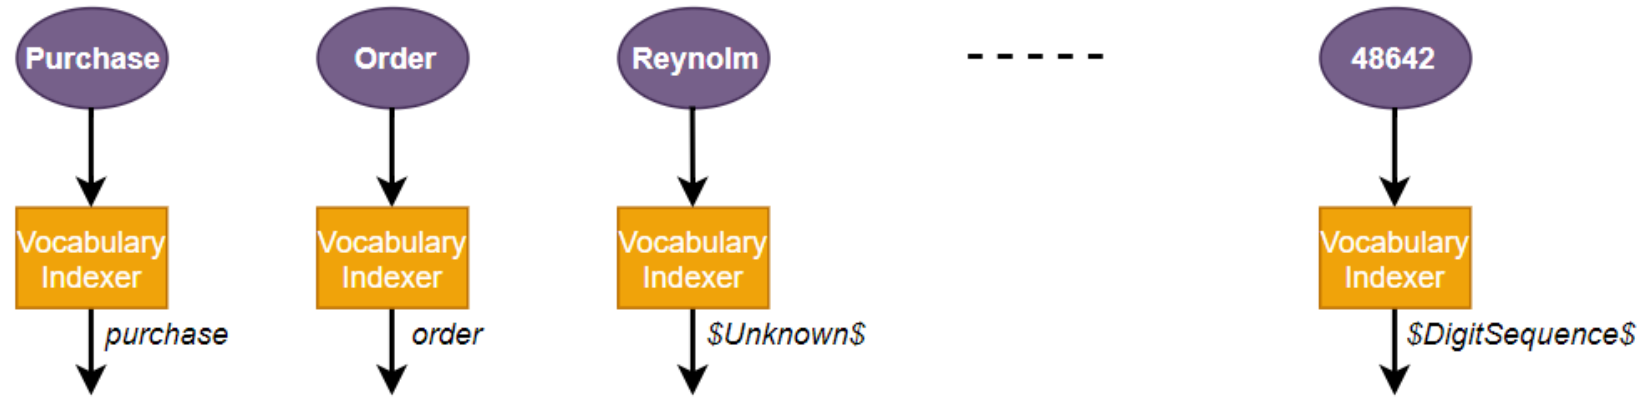 Purchase
Order
Reynolm
48642
Vocabulary
Indexer
Vocabulary
Indexer
Vocabulary
Indexer
Vocabulary
Indexer
purchase
order
$Unknown$
$DigitSequence$